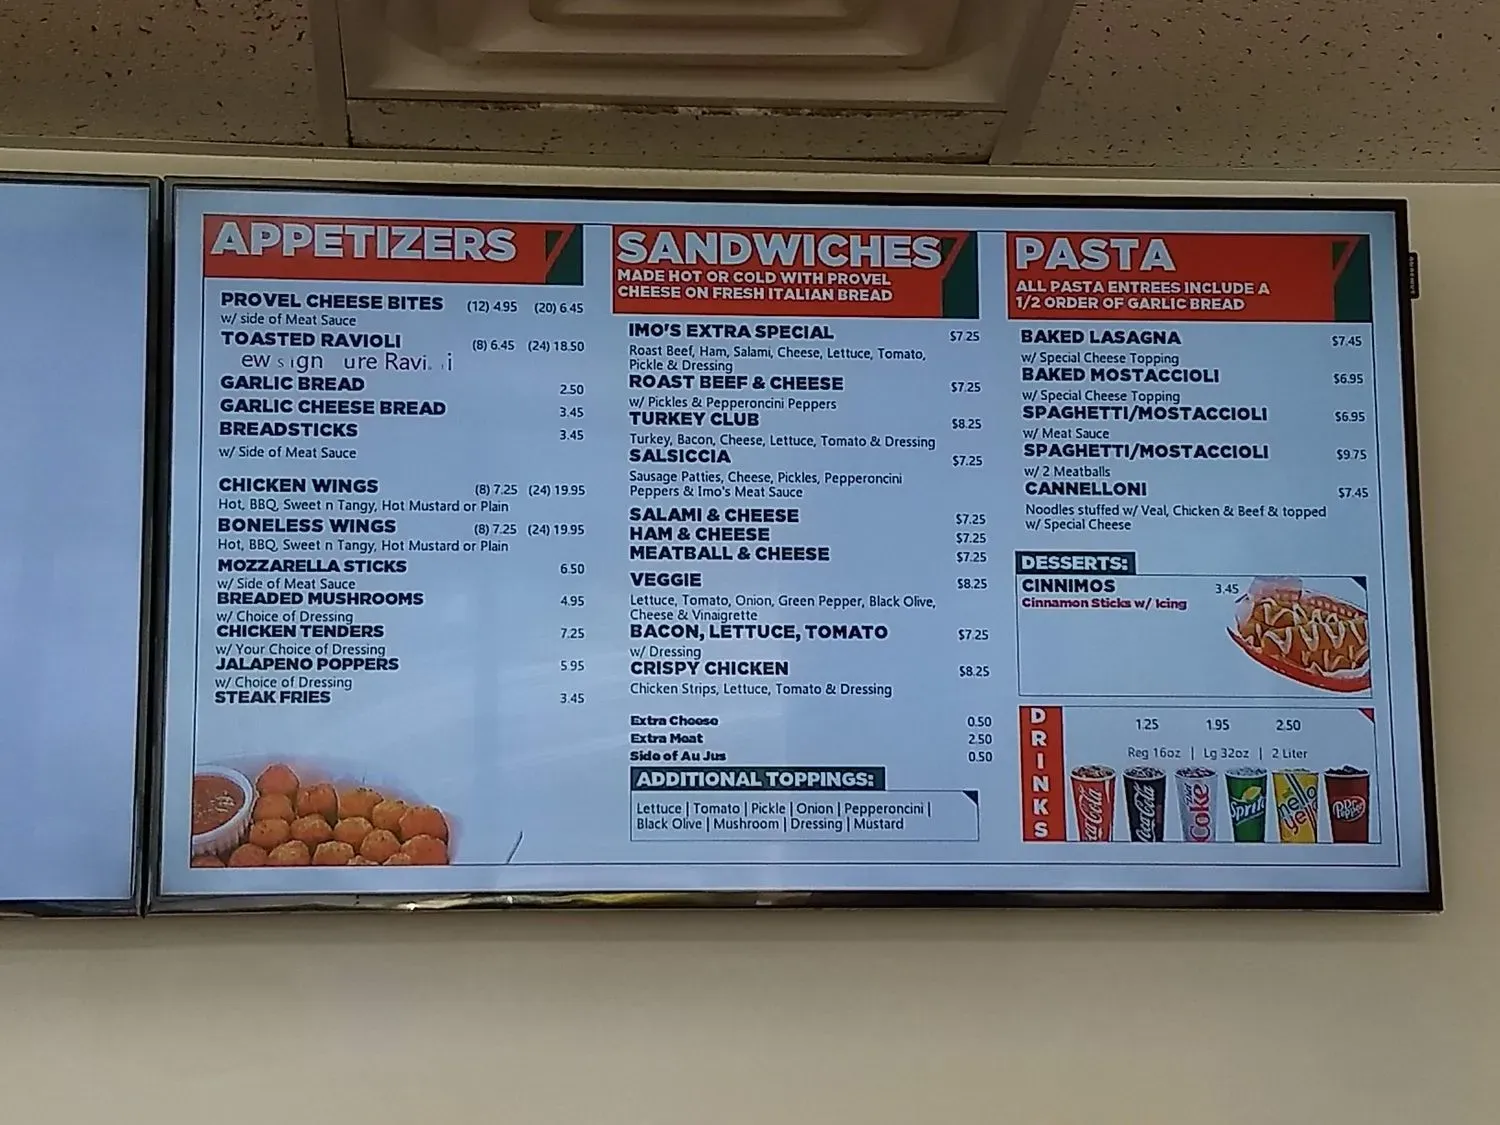 APPETIZERS
PROVEL CHEESE BITES (12) 4.95 (20) 6.45
w/ side of Meat Sauce
TOASTED RAVIOLI (8) 6.45 (24) 18.50
GARLIC BREAD 2.50
GARLIC CHEESE BREAD 3.45
BREADSTICKS 3.45
w/ Side of Meat Sauce
CHICKEN WINGS (8) 7.25 (24) 19.95
Hot, BBQ, Sweet n Tangy, Hot Mustard or Plain
BONELESS WINGS (8) 7.25 (24) 19.95
Hot, BBQ, Sweet n Tangy, Hot Mustard or Plain
MOZZARELLA STICKS 6.50
w/ Side of Meat Sauce
BREADED MUSHROOMS 4.95
w/ Choice of Dressing
CHICKEN TENDERS 7.25
w/ Your Choice of Dressing
JALAPENO POPPERS 5.95
w/ Choice of Dressing
STEAK FRIES 3.45
SANDWICHES
MADE HOT OR COLD WITH PROVEL
CHEESE ON FRESH ITALIAN BREAD
IMO'S EXTRA SPECIAL $7.25
Roast Beef, Ham, Salami, Cheese, Lettuce, Tomato,
Pickle & Dressing
ROAST BEEF & CHEESE $7.25
w/ Pickles & Pepperoncini Peppers
TURKEY CLUB $8.25
Turkey, Bacon, Cheese, Lettuce, Tomato & Dressing
SALSICCIA $7.25
Sausage Patties, Cheese, Pickles, Pepperoncini
Peppers & Imo's Meat Sauce
SALAMI & CHEESE $7.25
HAM & CHEESE $7.25
MEATBALL & CHEESE $7.25
VEGGIE $8.25
Lettuce, Tomato, Onion, Green Pepper, Black Olive,
Cheese & Vinaigrette
BACON, LETTUCE, TOMATO $7.25
w/ Dressing
CRISPY CHICKEN $8.25
Chicken Strips, Lettuce, Tomato & Dressing
Extra Cheese 0.50
Extra Meat 2.50
Side of Au Jus 0.50
ADDITIONAL TOPPINGS:
Lettuce | Tomato | Pickle | Onion | Pepperoncini |
Black Olive | Mushroom | Dressing | Mustard
PASTA
ALL PASTA ENTREES INCLUDE A
1/2 ORDER OF GARLIC BREAD
BAKED LASAGNA $7.45
w/ Special Cheese Topping
BAKED MOSTACCIOLI $6.95
w/ Special Cheese Topping
SPAGHETTI/MOSTACCIOLI $6.95
w/ Meat Sauce
SPAGHETTI/MOSTACCIOLI $9.75
w/ 2 Meatballs
CANNELLONI $7.45
Noodles stuffed w/ Veal, Chicken & Beef & topped
w/ Special Cheese
DESSERTS:
CINNIMOS 3.45
Cinnamon Sticks w/ Icing
DRINKS
1.25 1.95 2.50
Reg 16oz | Lg 32oz | 2 Liter
Coca-Cola
Coca-Cola
Diet Coke
Sprite
mello yello
Dr Pepper